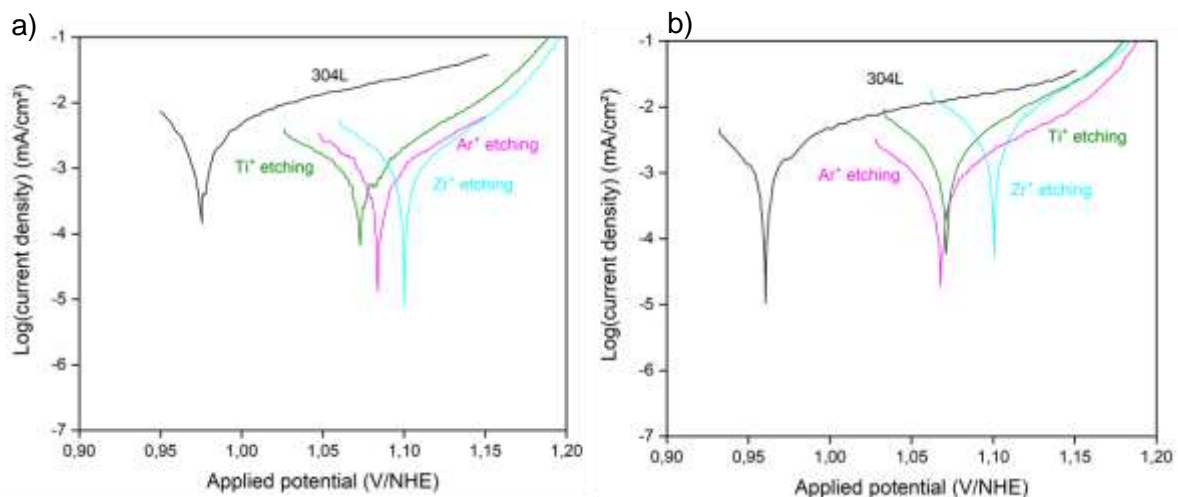 a)
Log(current density) (mA/cm²)
-1
-2
-3
-4
-5
-6
-7
304L
Ti⁺ etching
Ar⁺ etching
Zr⁺ etching
0,90 0,95 1,00 1,05 1,10 1,15 1,20
Applied potential (V/NHE)
b)
Log(current density) (mA/cm²)
-1
-2
-3
-4
-5
-6
-7
304L
Ti⁺ etching
Ar⁺ etching
Zr⁺ etching
0,90 0,95 1,00 1,05 1,10 1,15 1,20
Applied potential (V/NHE)